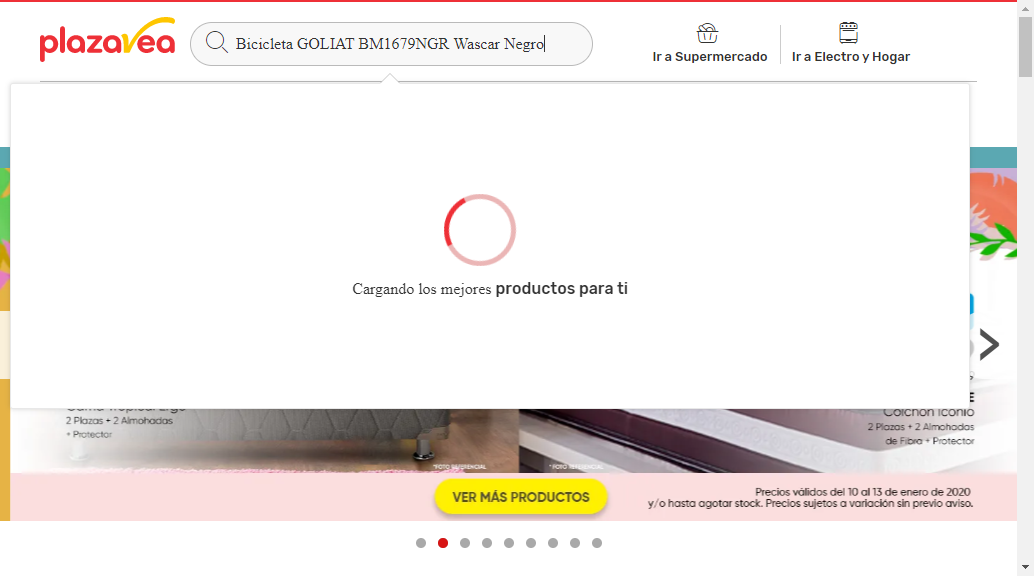 plazavea
Bicicleta GOLIAT BM1679NGR Wascar Negro
Ir a Supermercado
Ir a Electro y Hogar
Cargando los mejores productos para ti
2 Plazas + 2 Almohadas
+ Protector
Colchón Iconio
2 Plazas + 2 Almohadas
de Fibra + Protector
*FOTO REFERENCIAL
*FOTO REFERENCIAL
VER MÁS PRODUCTOS
Precios válidos del 10 al 13 de enero de 2020
y/o hasta agotar stock. Precios sujetos a variación sin previo aviso.